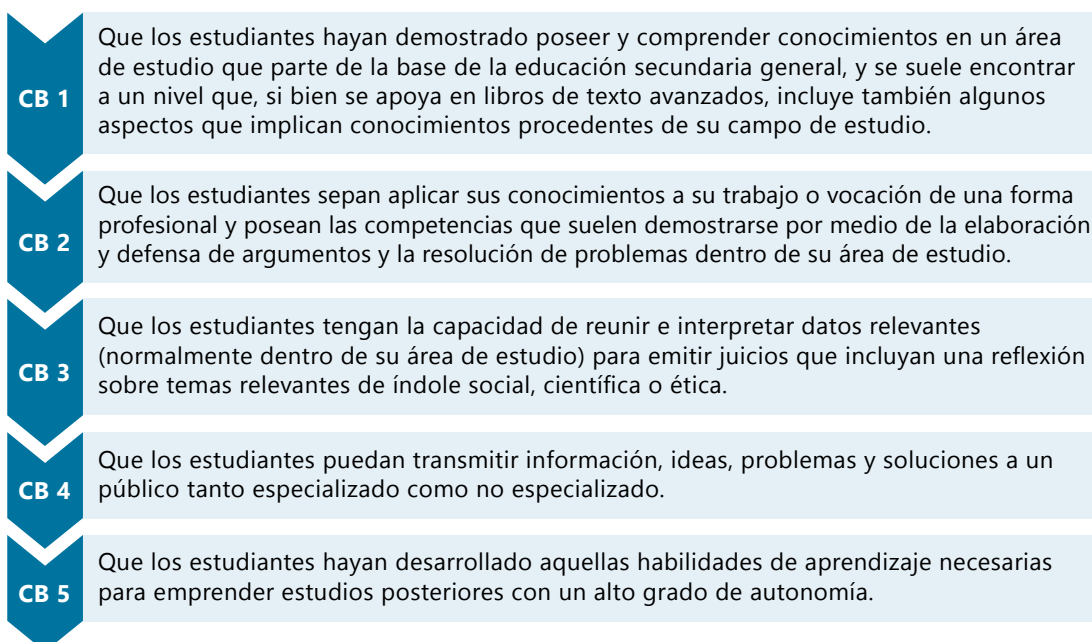 CB 1
Que los estudiantes hayan demostrado poseer y comprender conocimientos en un área
de estudio que parte de la base de la educación secundaria general, y se suele encontrar
a un nivel que, si bien se apoya en libros de texto avanzados, incluye también algunos
aspectos que implican conocimientos procedentes de su campo de estudio.
CB 2
Que los estudiantes sepan aplicar sus conocimientos a su trabajo o vocación de una forma
profesional y posean las competencias que suelen demostrarse por medio de la elaboración
y defensa de argumentos y la resolución de problemas dentro de su área de estudio.
CB 3
Que los estudiantes tengan la capacidad de reunir e interpretar datos relevantes
(normalmente dentro de su área de estudio) para emitir juicios que incluyan una reflexión
sobre temas relevantes de índole social, científica o ética.
CB 4
Que los estudiantes puedan transmitir información, ideas, problemas y soluciones a un
público tanto especializado como no especializado.
CB 5
Que los estudiantes hayan desarrollado aquellas habilidades de aprendizaje necesarias
para emprender estudios posteriores con un alto grado de autonomía.